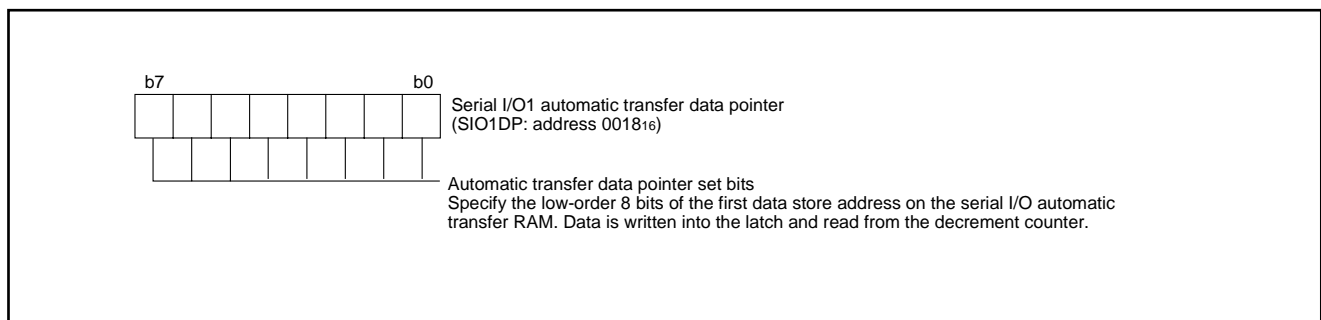 b7 b0
Serial I/O1 automatic transfer data pointer
(SIO1DP: address 0018₁₆)
Automatic transfer data pointer set bits
Specify the low-order 8 bits of the first data store address on the serial I/O automatic
transfer RAM. Data is written into the latch and read from the decrement counter.